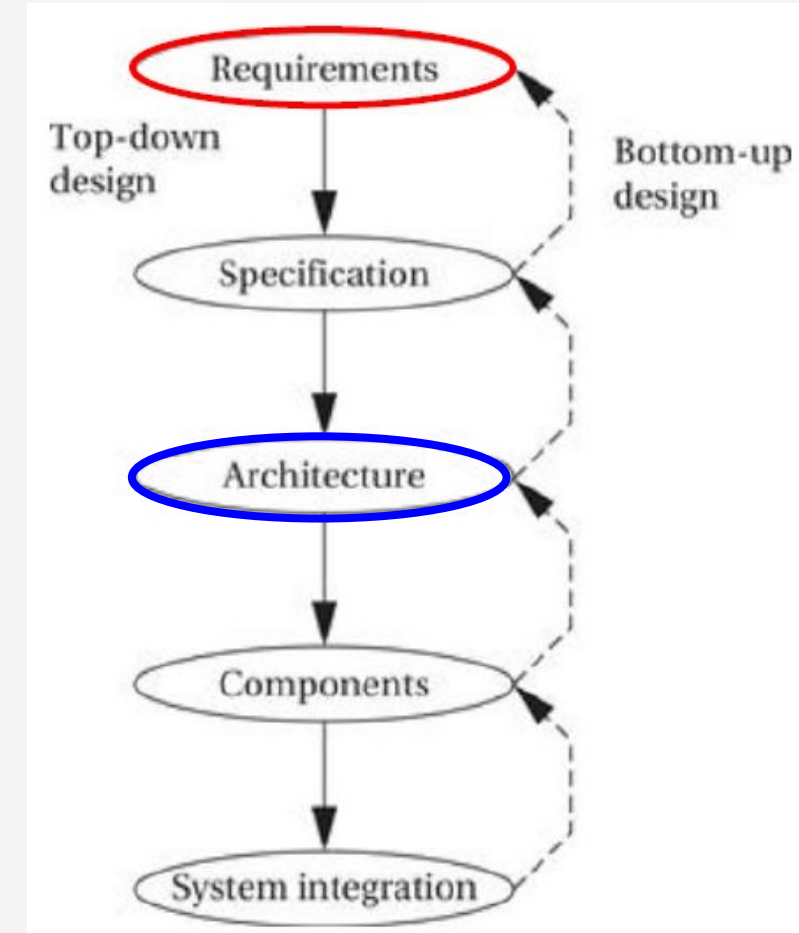 Requirements
Top-down
design
Bottom-up
design
Specification
Architecture
Components
System integration